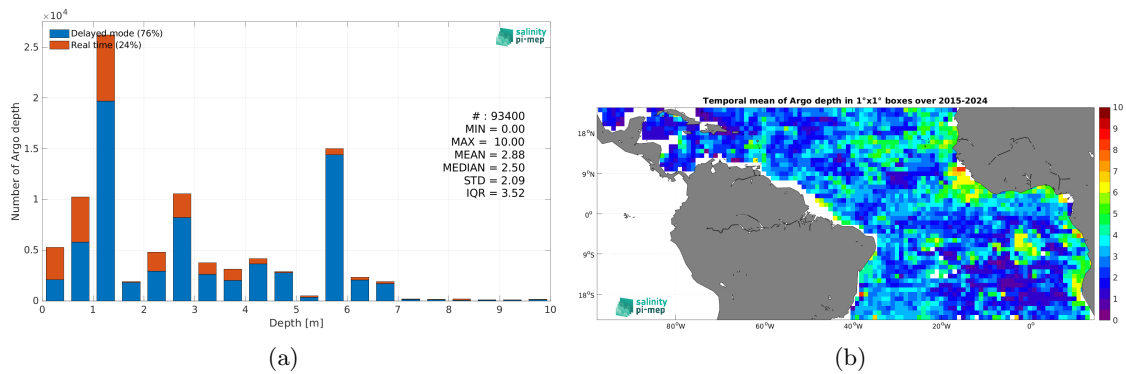 ×10⁴
Delayed mode (76%)
Real time (24%)
salinity
pi-mep
2.5
2
1.5
1
0.5
0
Number of Argo depth
# : 93400
MIN = 0.00
MAX = 10.00
MEAN = 2.88
MEDIAN = 2.50
STD = 2.09
IQR = 3.52
0 1 2 3 4 5 6 7 8 9 10
Depth [m]
(a)
Temporal mean of Argo depth in 1°x1° boxes over 2015-2024
18°N
9°N
0°
9°S
18°S
salinity
pi-mep
80°W 60°W 40°W 20°W 0°
10
9
8
7
6
5
4
3
2
1
0
(b)